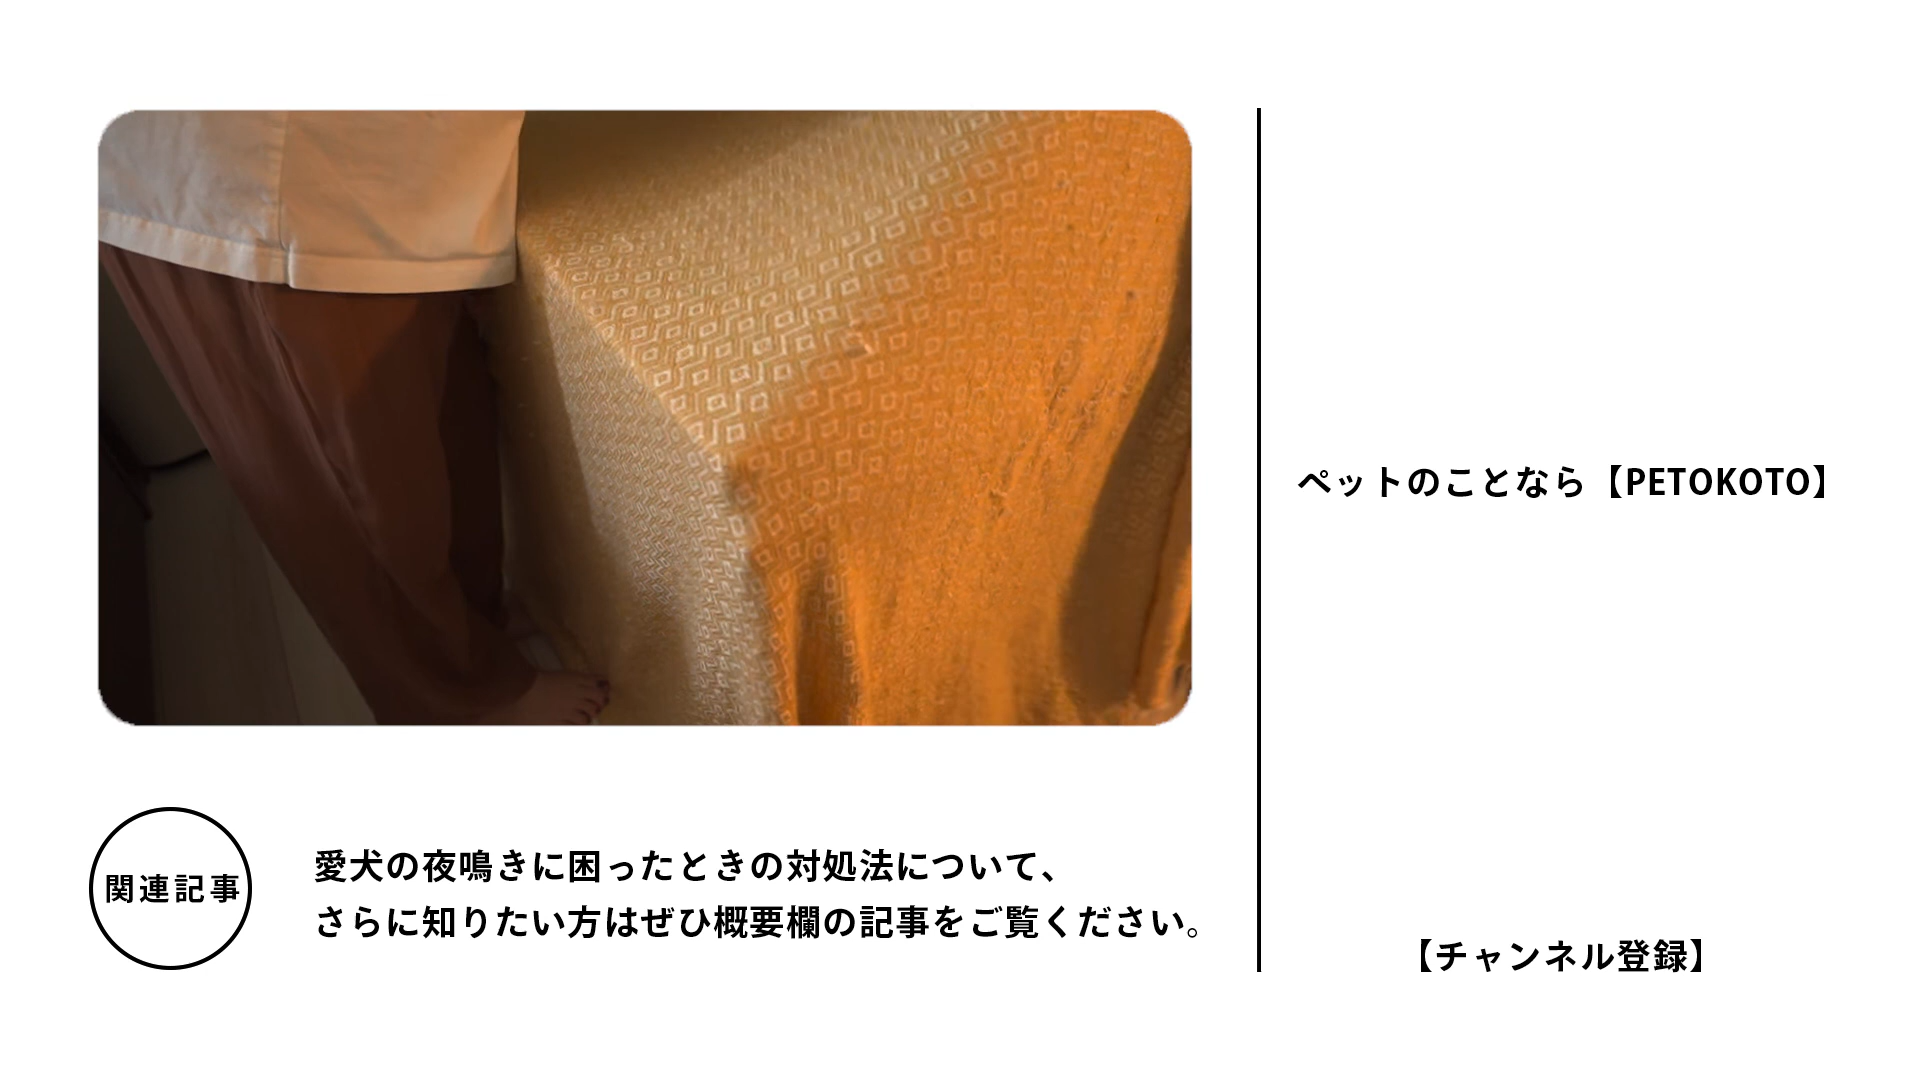 関連記事
愛犬の夜鳴きに困ったときの対処法について、
さらに知りたい方はぜひ概要欄の記事をご覧ください。
ペットのことなら【PETOKOTO】
【チャンネル登録】